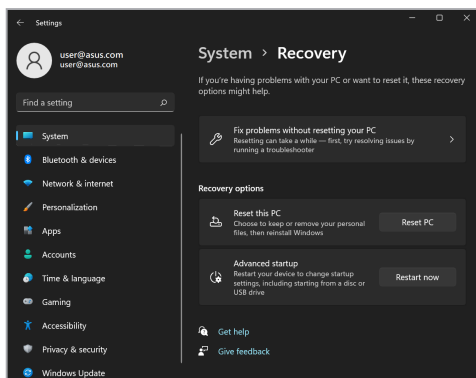 Settings
user@asus.com
user@asus.com
Find a setting
System
Bluetooth & devices
Network & internet
Personalization
Apps
Accounts
Time & language
Gaming
Accessibility
Privacy & security
Windows Update
System > Recovery
If you're having problems with your PC or want to reset it, these recovery
options might help.
Fix problems without resetting your PC
Resetting can take a while — first, try resolving issues by
running a troubleshooter
Recovery options
Reset this PC
Choose to keep or remove your personal
files, then reinstall Windows
Reset PC
Advanced startup
Restart your device to change startup
settings, including starting from a disc or
USB drive
Restart now
Get help
Give feedback